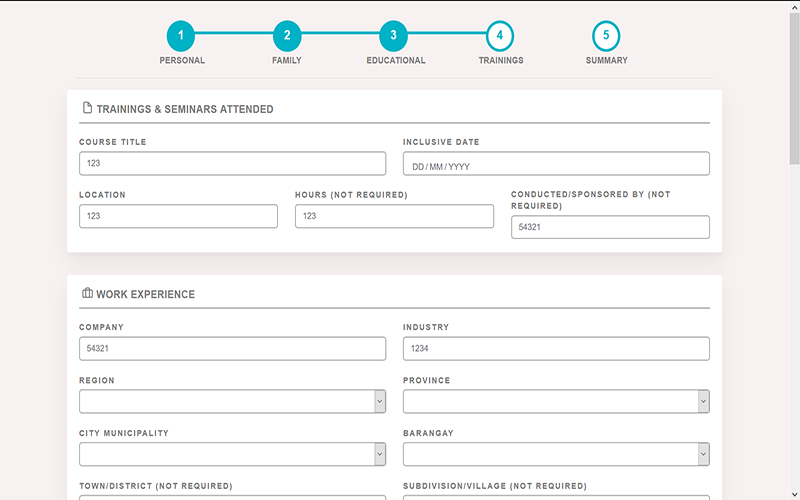 1 2 3 4 5
PERSONAL FAMILY EDUCATIONAL TRAININGS SUMMARY
TRAININGS & SEMINARS ATTENDED
COURSE TITLE INCLUSIVE DATE
123 DD / MM / YYYY
LOCATION HOURS (NOT REQUIRED) CONDUCTED/SPONSORED BY (NOT
REQUIRED)
123 123 54321
WORK EXPERIENCE
COMPANY INDUSTRY
54321 1234
REGION PROVINCE
CITY MUNICIPALITY BARANGAY
TOWN/DISTRICT (NOT REQUIRED) SUBDIVISION/VILLAGE (NOT REQUIRED)